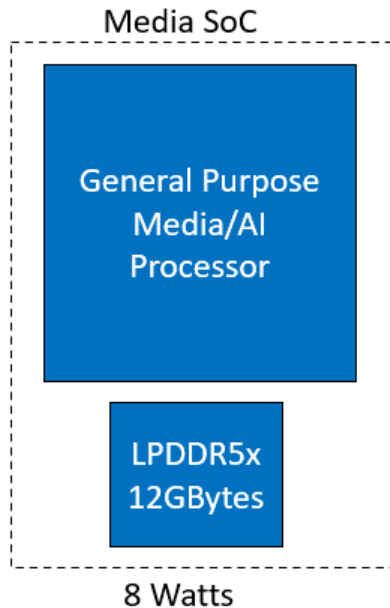 Media SoC
General Purpose
Media/AI
Processor
LPDDR5x
12GBytes
8 Watts